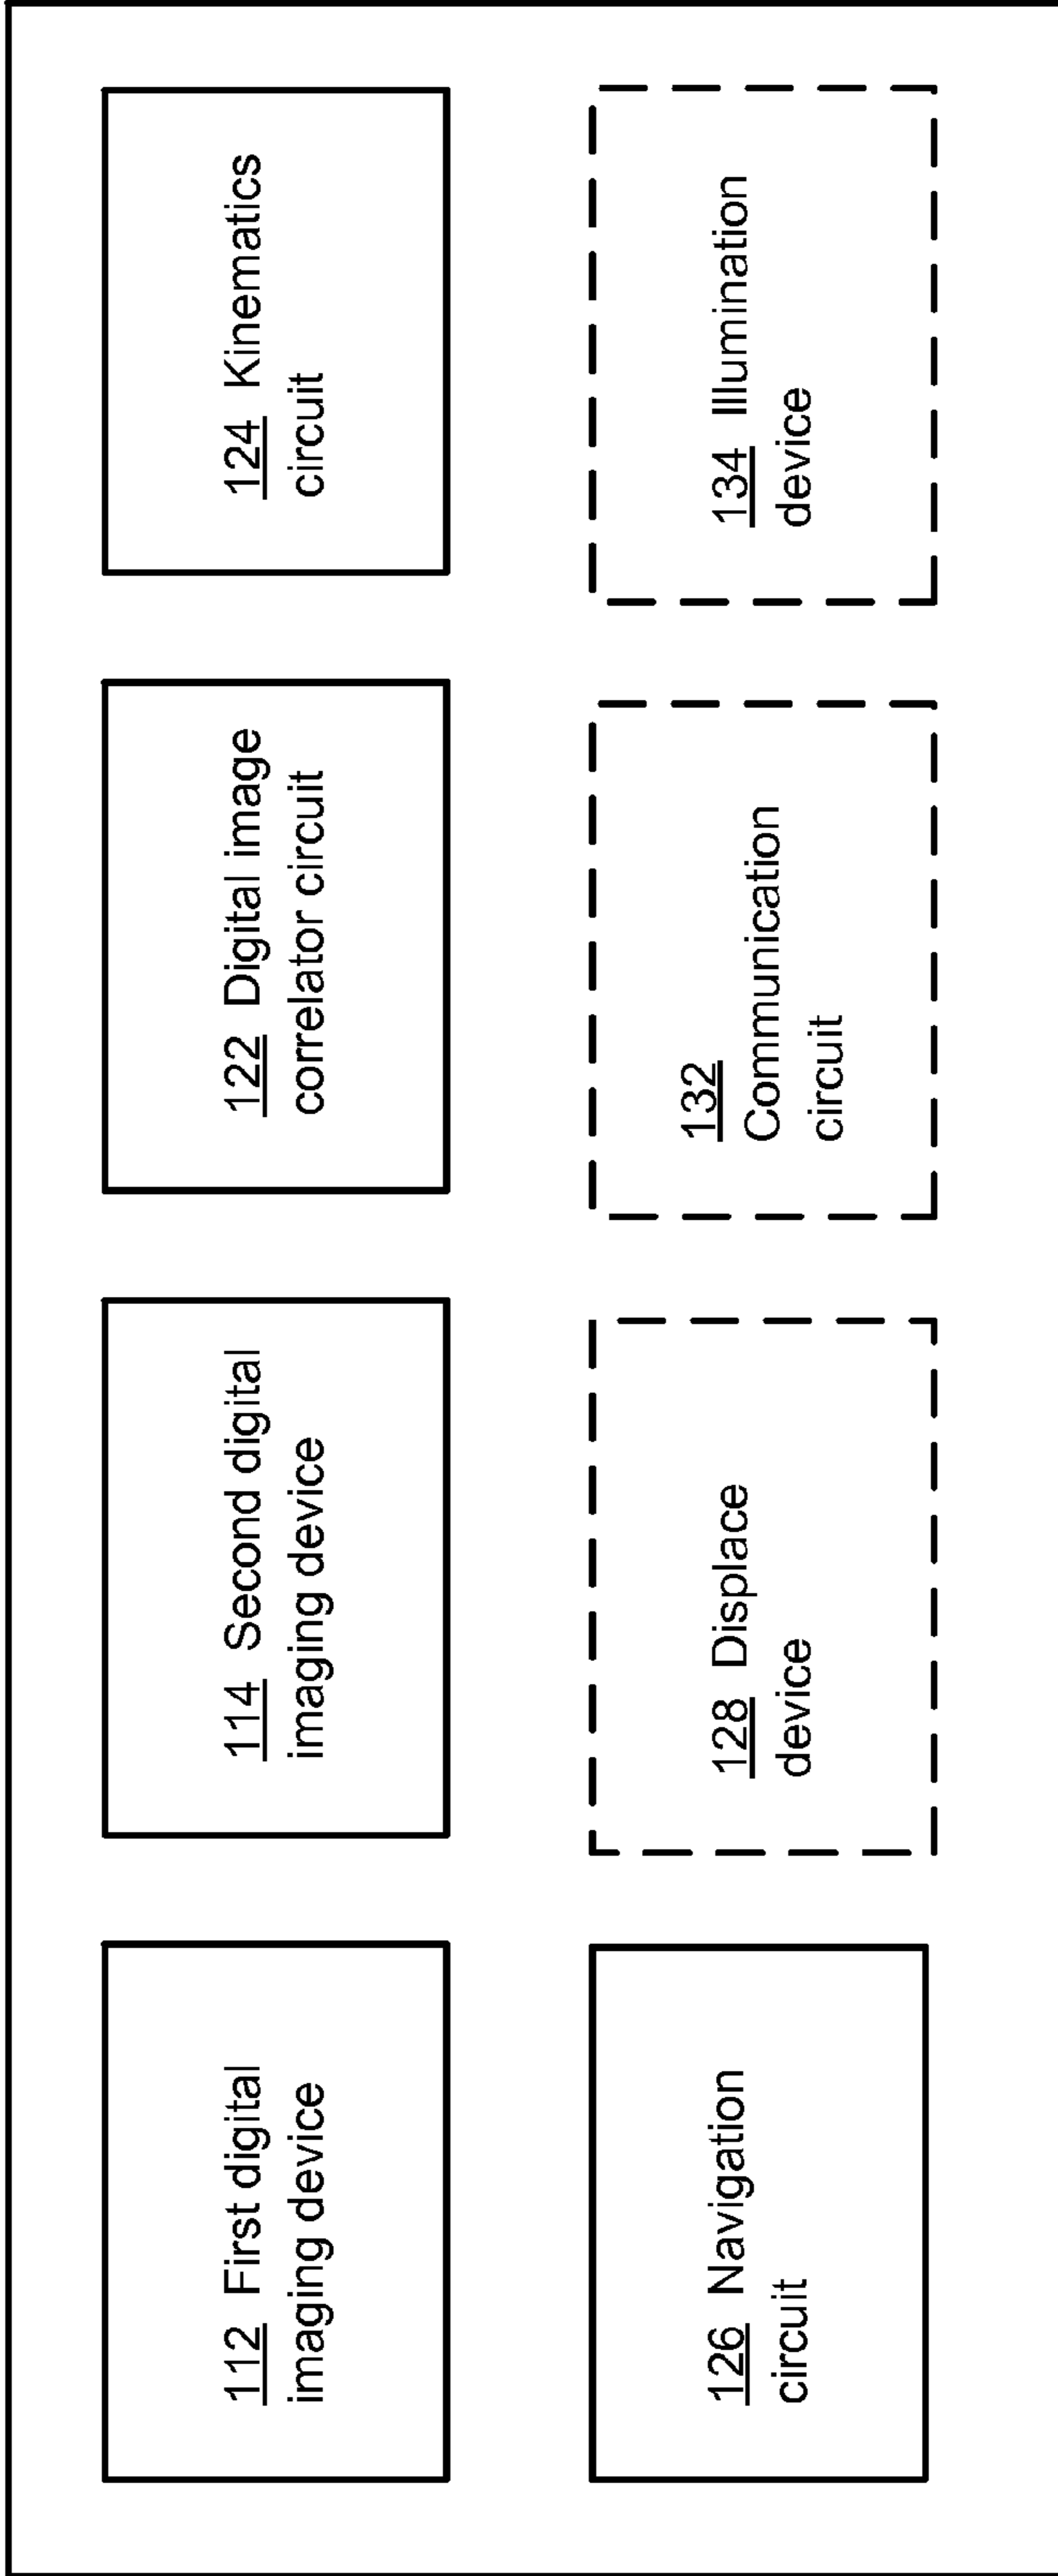 112 First digital
imaging device
114 Second digital
imaging device
122 Digital image
correlator circuit
124 Kinematics
circuit
126 Navigation
circuit
128 Displace
device
132
Communication
circuit
134 Illumination
device